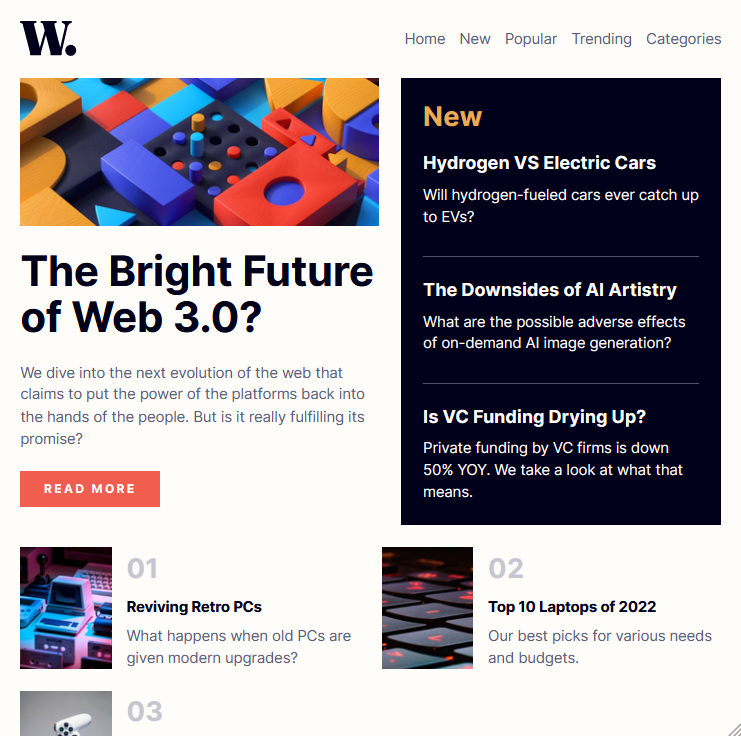 W.
Home New Popular Trending Categories
The Bright Future
of Web 3.0?
We dive into the next evolution of the web that
claims to put the power of the platforms back into
the hands of the people. But is it really fulfilling its
promise?
READ MORE
New
Hydrogen VS Electric Cars
Will hydrogen-fueled cars ever catch up
to EVs?
The Downsides of AI Artistry
What are the possible adverse effects
of on-demand AI image generation?
Is VC Funding Drying Up?
Private funding by VC firms is down
50% YOY. We take a look at what that
means.
01
Reviving Retro PCs
What happens when old PCs are
given modern upgrades?
02
Top 10 Laptops of 2022
Our best picks for various needs
and budgets.
03